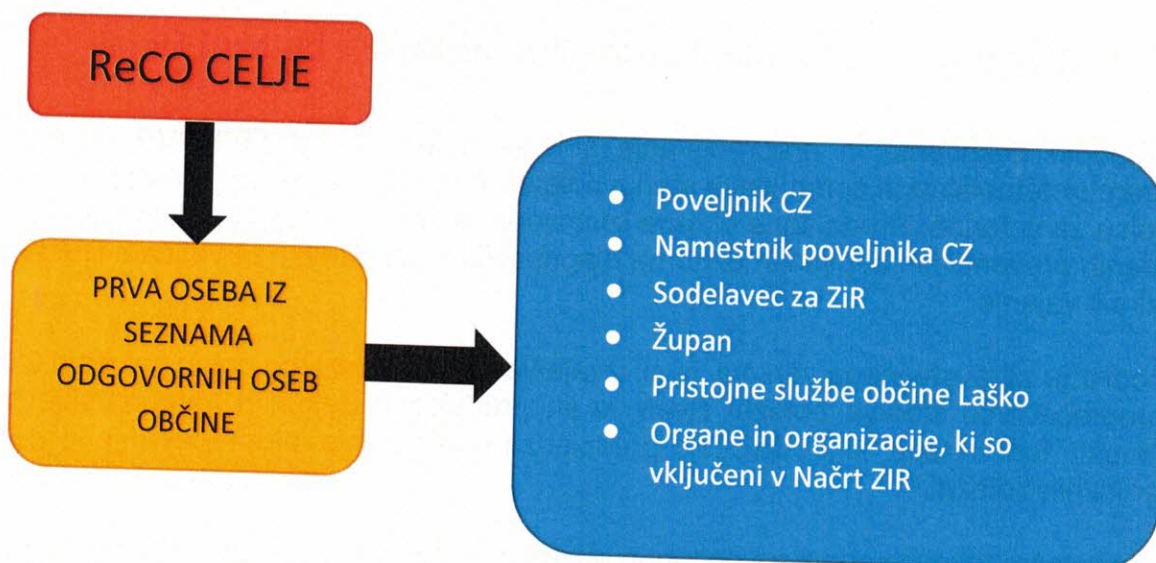 ReCO CELJE
PRVA OSEBA IZ
SEZNAMA
ODGOVORNIH OSEB
OBČINE
• Poveljnik CZ
• Namestnik poveljnika CZ
• Sodelavec za ZiR
• Župan
• Pristojne službe občine Laško
• Organe in organizacije, ki so
vključeni v Načrt ZIR